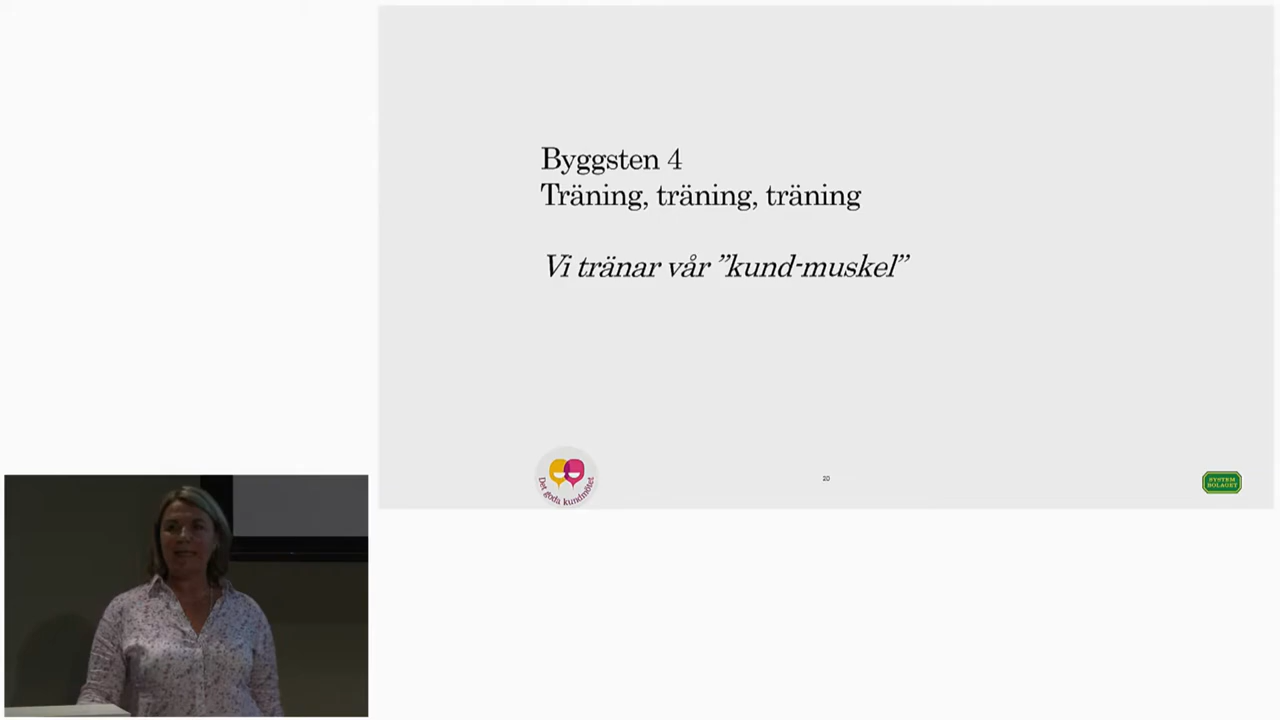 Byggsten 4
Träning, träning, träning
Vi tränar vår ”kund-muskel”
Det goda kundmötet
20
SYSTEM
BOLAGET